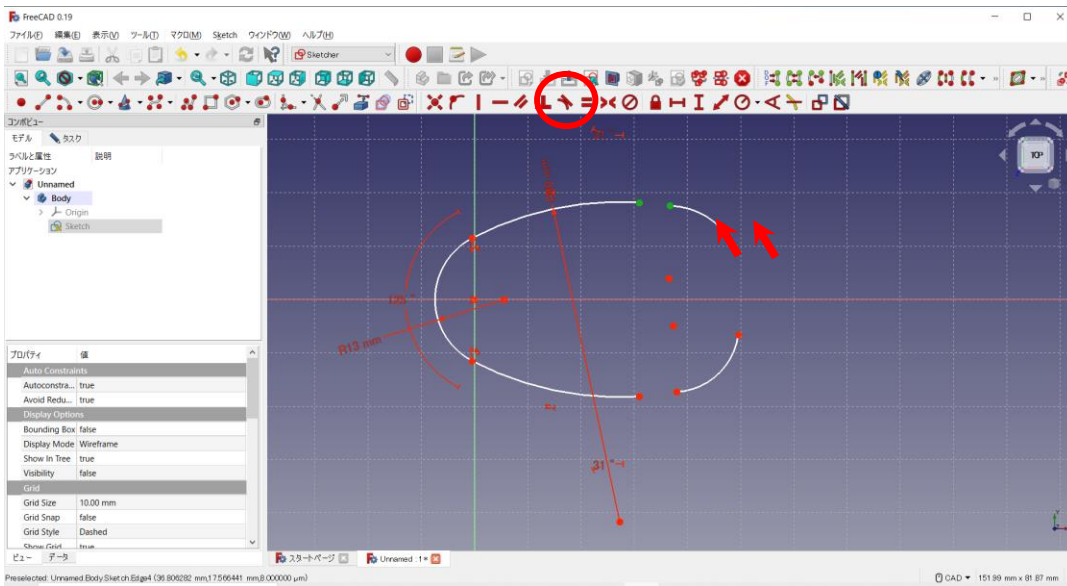 FreeCAD 0.19
ファイル(F) 編集(E) 表示(V) ツール(T) マクロ(M) Sketch ウィンドウ(W) ヘルプ(H)
Sketcher
コンボビュー
モデル タスク
ラベルと属性 説明
アプリケーション
Unnamed
Body
Origin
Sketch
プロパティ 値
Auto Constraints
Autoconstra... true
Avoid Redu... true
Display Options
Bounding Box false
Display Mode Wireframe
Show In Tree true
Visibility false
Grid
Grid Size 10.00 mm
Grid Snap false
Grid Style Dashed
Show Grid true
ビュー データ
R13 mm
31 °
TOP
スタートページ Unnamed : 1*
Preselected: Unnamed.Body.Sketch.Edge4 (36.806282 mm,17.566441 mm,8.000000 μm)
CAD 151.99 mm x 81.87 mm